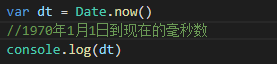 var dt = Date.now()
//1970年1月1日到现在的毫秒数
console.log(dt)